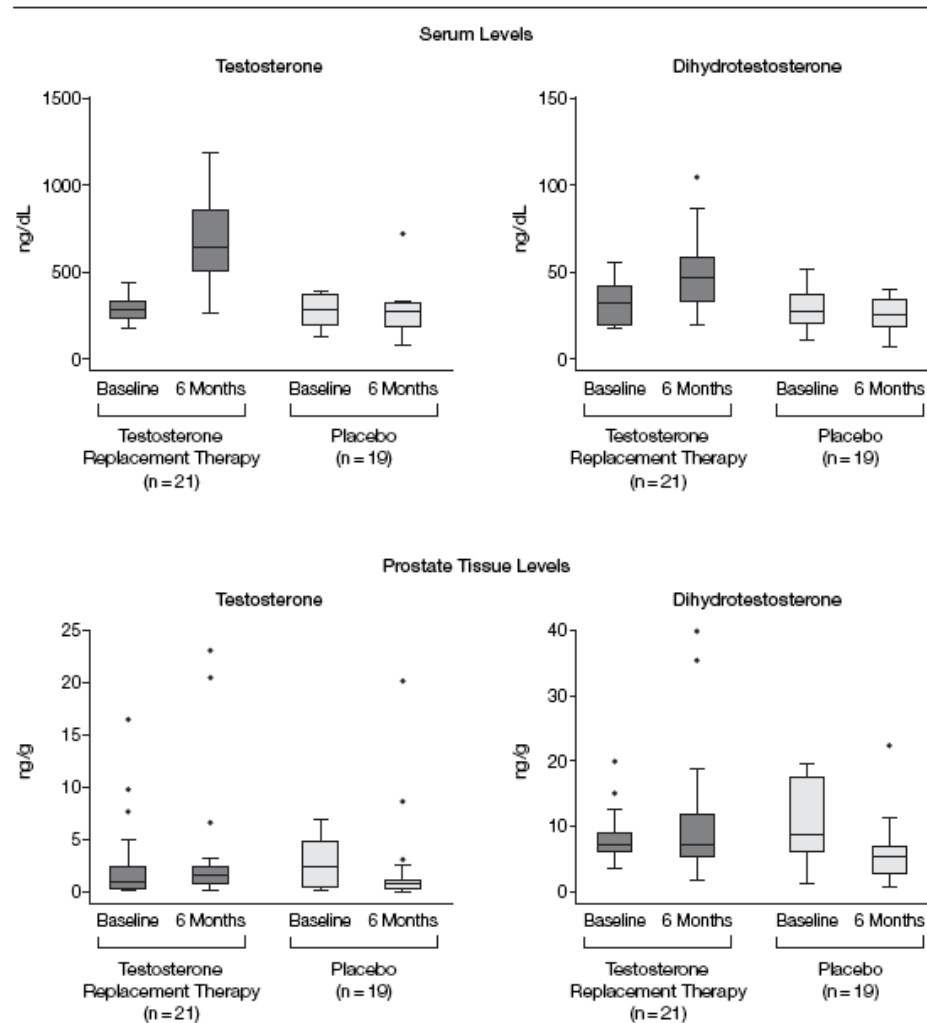 Serum Levels
Testosterone
Dihydrotestosterone
1500
1000
500
0
ng/dL
150
100
50
0
ng/dL
Baseline 6 Months Baseline 6 Months
Testosterone
Replacement Therapy
(n = 21)
Placebo
(n = 19)
Baseline 6 Months Baseline 6 Months
Testosterone
Replacement Therapy
(n = 21)
Placebo
(n = 19)
Prostate Tissue Levels
Testosterone
Dihydrotestosterone
25
20
15
10
5
0
ng/g
40
30
20
10
0
ng/g
Baseline 6 Months Baseline 6 Months
Testosterone
Replacement Therapy
(n = 21)
Placebo
(n = 19)
Baseline 6 Months Baseline 6 Months
Testosterone
Replacement Therapy
(n = 21)
Placebo
(n = 19)